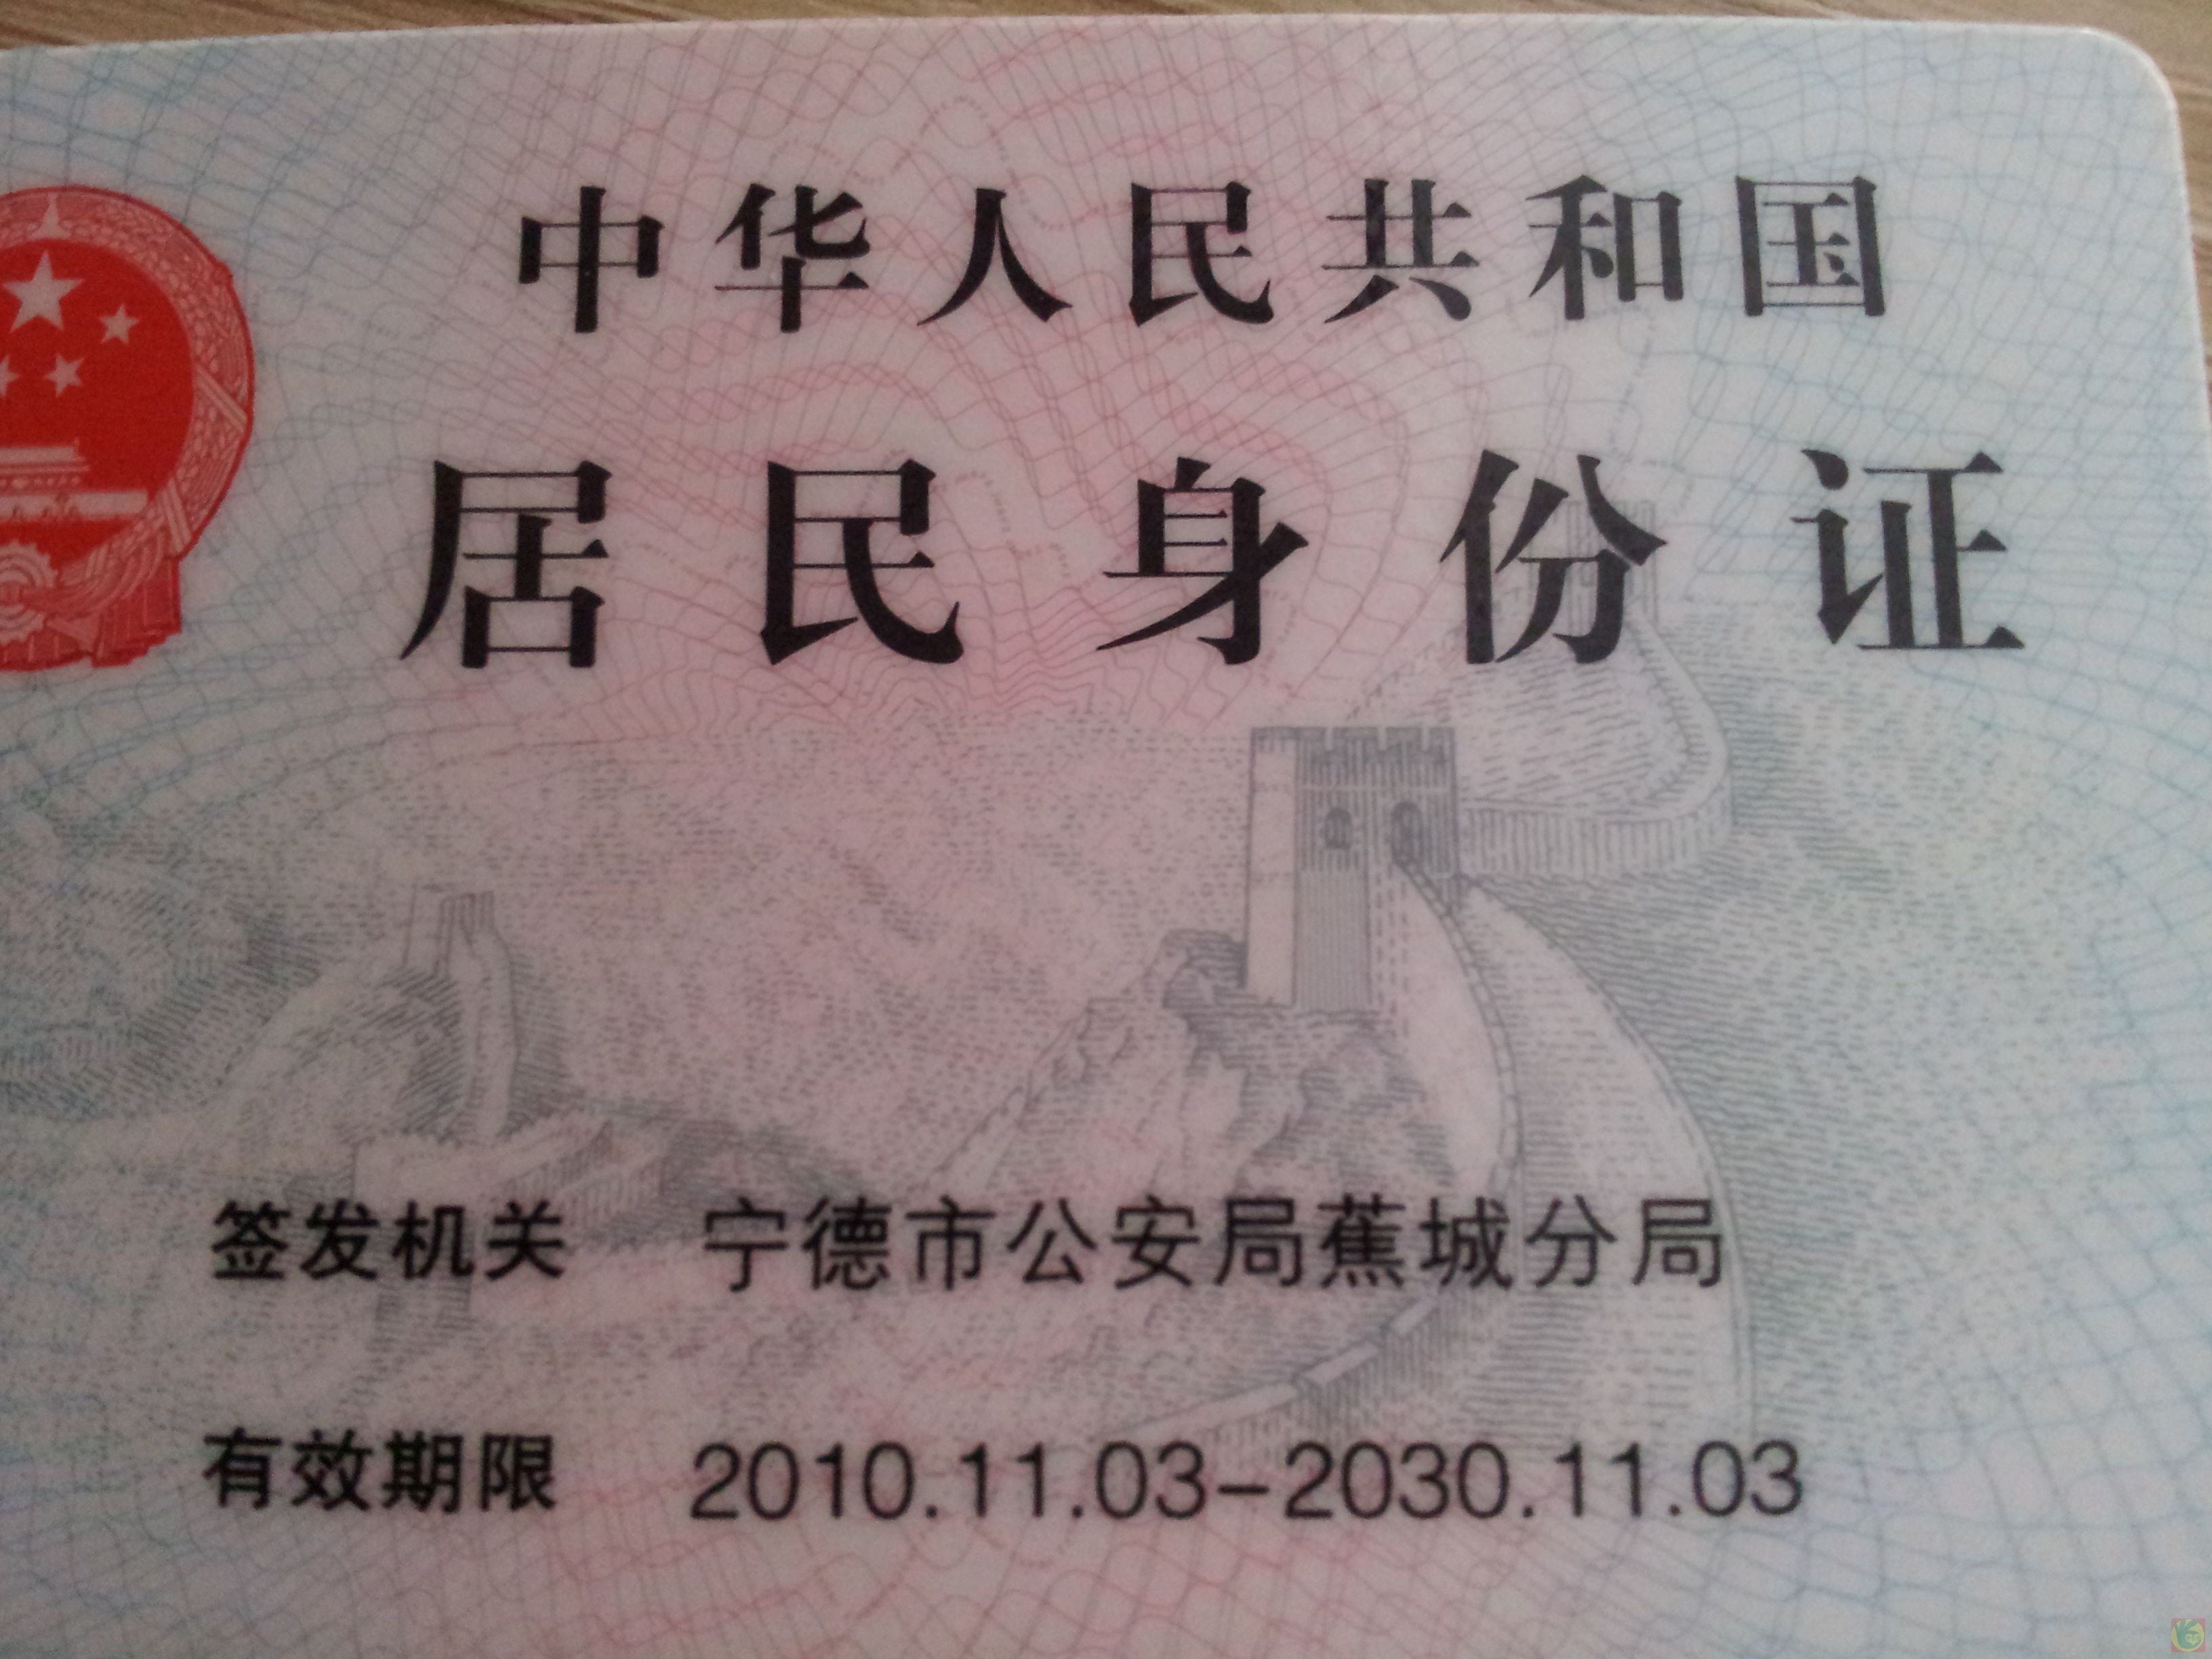 中华人民共和国
居民身份证
签发机关 宁德市公安局蕉城分局
有效期限 2010.11.03-2030.11.03